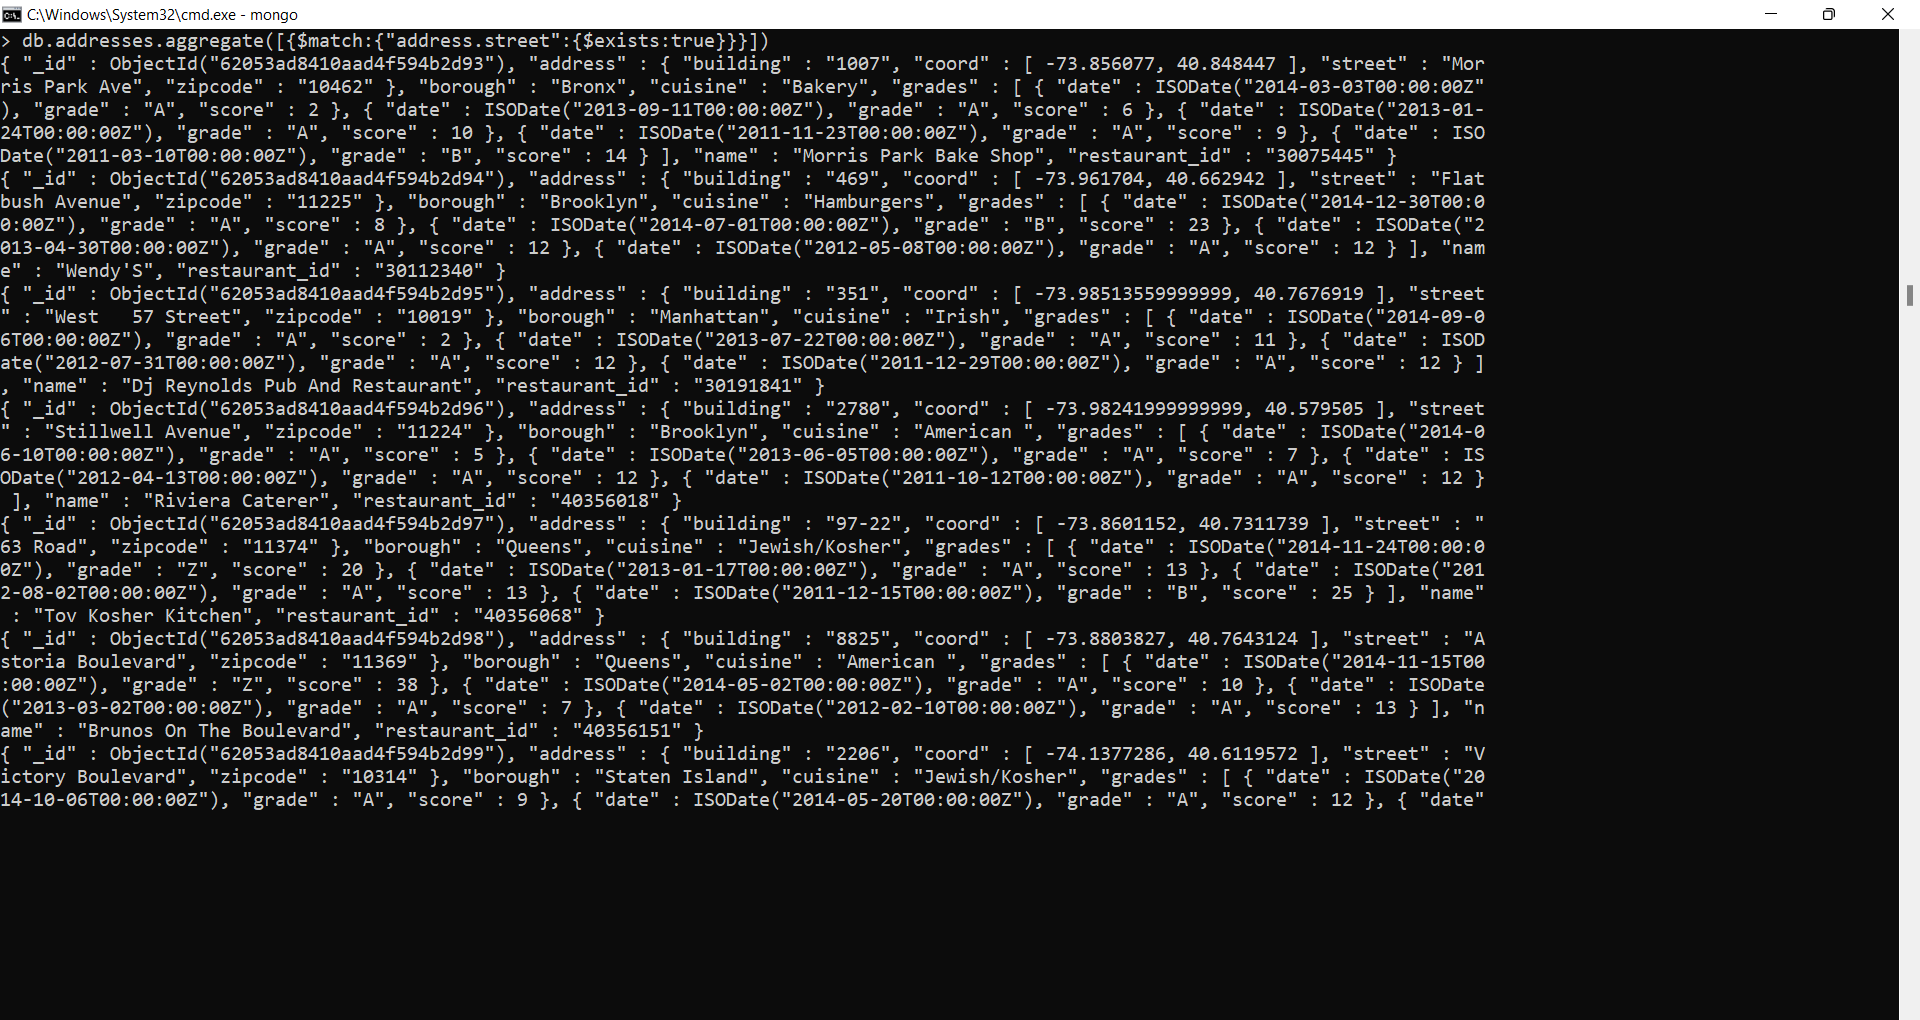 C:\Windows\System32\cmd.exe - mongo
> db.addresses.aggregate([{$match:{"address.street":{$exists:true}}}])
{ "_id" : ObjectId("62053ad8410aad4f594b2d93"), "address" : { "building" : "1007", "coord" : [ -73.856077, 40.848447 ], "street" : "Mor
ris Park Ave", "zipcode" : "10462" }, "borough" : "Bronx", "cuisine" : "Bakery", "grades" : [ { "date" : ISODate("2014-03-03T00:00:00Z"
), "grade" : "A", "score" : 2 }, { "date" : ISODate("2013-09-11T00:00:00Z"), "grade" : "A", "score" : 6 }, { "date" : ISODate("2013-01-
24T00:00:00Z"), "grade" : "A", "score" : 10 }, { "date" : ISODate("2011-11-23T00:00:00Z"), "grade" : "A", "score" : 9 }, { "date" : ISO
Date("2011-03-10T00:00:00Z"), "grade" : "B", "score" : 14 } ], "name" : "Morris Park Bake Shop", "restaurant_id" : "30075445" }
{ "_id" : ObjectId("62053ad8410aad4f594b2d94"), "address" : { "building" : "469", "coord" : [ -73.961704, 40.662942 ], "street" : "Flat
bush Avenue", "zipcode" : "11225" }, "borough" : "Brooklyn", "cuisine" : "Hamburgers", "grades" : [ { "date" : ISODate("2014-12-30T00:0
0:00Z"), "grade" : "A", "score" : 8 }, { "date" : ISODate("2014-07-01T00:00:00Z"), "grade" : "B", "score" : 23 }, { "date" : ISODate("2
013-04-30T00:00:00Z"), "grade" : "A", "score" : 12 }, { "date" : ISODate("2012-05-08T00:00:00Z"), "grade" : "A", "score" : 12 } ], "nam
e" : "Wendy'S", "restaurant_id" : "30112340" }
{ "_id" : ObjectId("62053ad8410aad4f594b2d95"), "address" : { "building" : "351", "coord" : [ -73.98513559999999, 40.7676919 ], "street
" : "West   57 Street", "zipcode" : "10019" }, "borough" : "Manhattan", "cuisine" : "Irish", "grades" : [ { "date" : ISODate("2014-09-0
6T00:00:00Z"), "grade" : "A", "score" : 2 }, { "date" : ISODate("2013-07-22T00:00:00Z"), "grade" : "A", "score" : 11 }, { "date" : ISOD
ate("2012-07-31T00:00:00Z"), "grade" : "A", "score" : 12 }, { "date" : ISODate("2011-12-29T00:00:00Z"), "grade" : "A", "score" : 12 } ]
, "name" : "Dj Reynolds Pub And Restaurant", "restaurant_id" : "30191841" }
{ "_id" : ObjectId("62053ad8410aad4f594b2d96"), "address" : { "building" : "2780", "coord" : [ -73.98241999999999, 40.579505 ], "street
" : "Stillwell Avenue", "zipcode" : "11224" }, "borough" : "Brooklyn", "cuisine" : "American ", "grades" : [ { "date" : ISODate("2014-0
6-10T00:00:00Z"), "grade" : "A", "score" : 5 }, { "date" : ISODate("2013-06-05T00:00:00Z"), "grade" : "A", "score" : 7 }, { "date" : IS
ODate("2012-04-13T00:00:00Z"), "grade" : "A", "score" : 12 }, { "date" : ISODate("2011-10-12T00:00:00Z"), "grade" : "A", "score" : 12 }
 ], "name" : "Riviera Caterer", "restaurant_id" : "40356018" }
{ "_id" : ObjectId("62053ad8410aad4f594b2d97"), "address" : { "building" : "97-22", "coord" : [ -73.8601152, 40.7311739 ], "street" : "
63 Road", "zipcode" : "11374" }, "borough" : "Queens", "cuisine" : "Jewish/Kosher", "grades" : [ { "date" : ISODate("2014-11-24T00:00:0
0Z"), "grade" : "Z", "score" : 20 }, { "date" : ISODate("2013-01-17T00:00:00Z"), "grade" : "A", "score" : 13 }, { "date" : ISODate("201
2-08-02T00:00:00Z"), "grade" : "A", "score" : 13 }, { "date" : ISODate("2011-12-15T00:00:00Z"), "grade" : "B", "score" : 25 } ], "name"
 : "Tov Kosher Kitchen", "restaurant_id" : "40356068" }
{ "_id" : ObjectId("62053ad8410aad4f594b2d98"), "address" : { "building" : "8825", "coord" : [ -73.8803827, 40.7643124 ], "street" : "A
storia Boulevard", "zipcode" : "11369" }, "borough" : "Queens", "cuisine" : "American ", "grades" : [ { "date" : ISODate("2014-11-15T00
:00:00Z"), "grade" : "Z", "score" : 38 }, { "date" : ISODate("2014-05-02T00:00:00Z"), "grade" : "A", "score" : 10 }, { "date" : ISODate
("2013-03-02T00:00:00Z"), "grade" : "A", "score" : 7 }, { "date" : ISODate("2012-02-10T00:00:00Z"), "grade" : "A", "score" : 13 } ], "n
ame" : "Brunos On The Boulevard", "restaurant_id" : "40356151" }
{ "_id" : ObjectId("62053ad8410aad4f594b2d99"), "address" : { "building" : "2206", "coord" : [ -74.1377286, 40.6119572 ], "street" : "V
ictory Boulevard", "zipcode" : "10314" }, "borough" : "Staten Island", "cuisine" : "Jewish/Kosher", "grades" : [ { "date" : ISODate("20
14-10-06T00:00:00Z"), "grade" : "A", "score" : 9 }, { "date" : ISODate("2014-05-20T00:00:00Z"), "grade" : "A", "score" : 12 }, { "date"